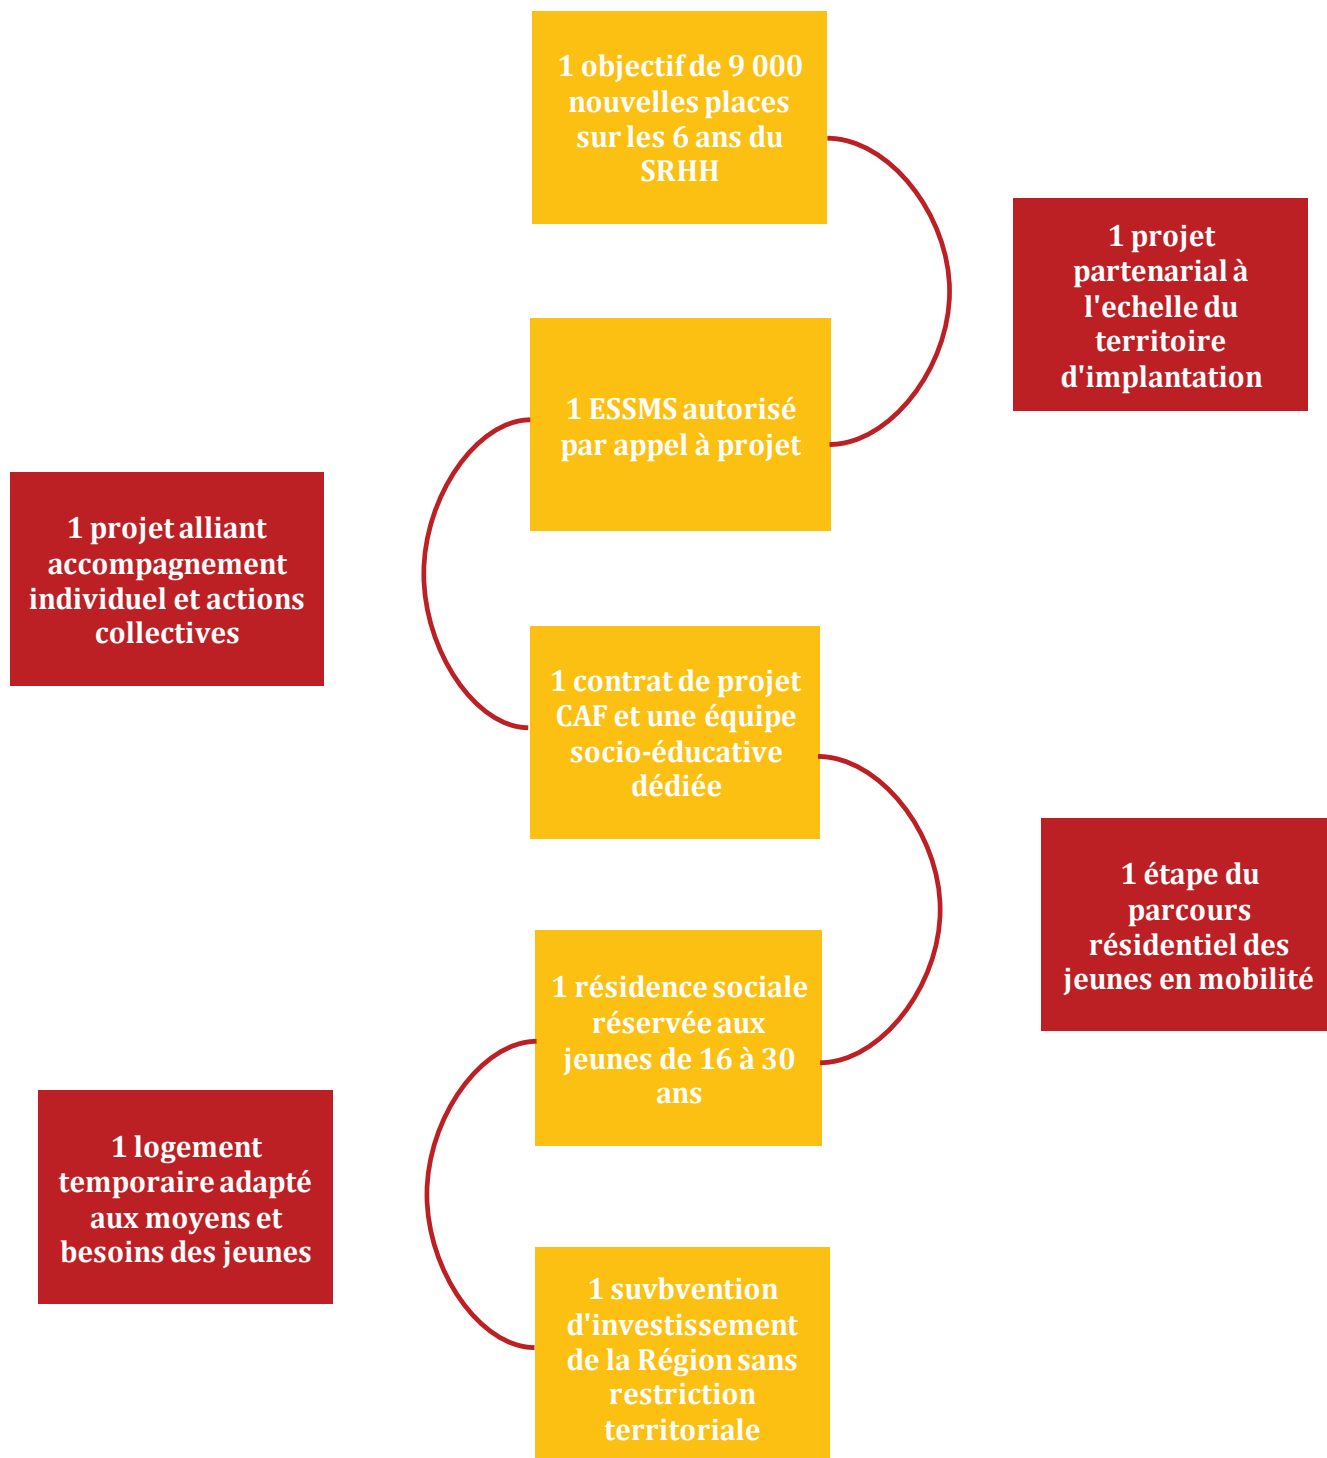 1 objectif de 9 000
nouvelles places
sur les 6 ans du
SRHH
1 projet
partenarial à
l'echelle du
territoire
d'implantation
1 ESSMS autorisé
par appel à projet
1 projet alliant
accompagnement
individuel et actions
collectives
1 contrat de projet
CAF et une équipe
socio-éducative
dédiée
1 étape du
parcours
résidentiel des
jeunes en mobilité
1 résidence sociale
réservée aux
jeunes de 16 à 30
ans
1 logement
temporaire adapté
aux moyens et
besoins des jeunes
1 suvbvention
d'investissement
de la Région sans
restriction
territoriale